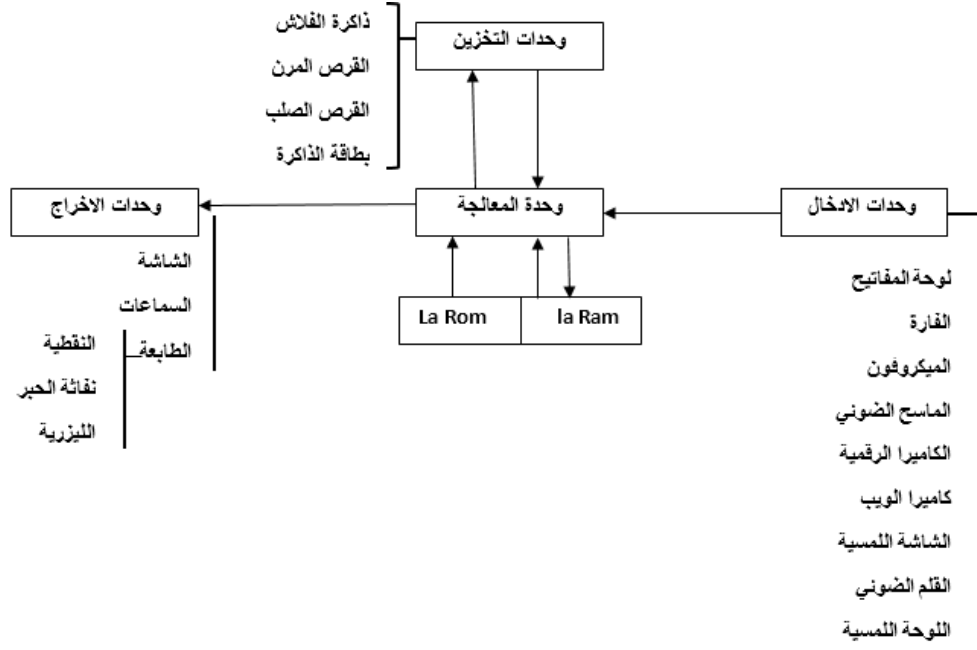 وحدات التخزين
ذاكرة الفلاش
القرص المرن
القرص الصلب
بطاقة الذاكرة
وحدات الادخال
وحدة المعالجة
وحدات الاخراج
La Rom
la Ram
لوحة المفاتيح
الفارة
الميكروفون
الماسح الضوئي
الكاميرا الرقمية
كاميرا الويب
الشاشة اللمسية
القلم الضوئي
اللوحة اللمسية
الشاشة
السماعات
الطابعة
النقطية
نفاثة الحبر
الليزرية